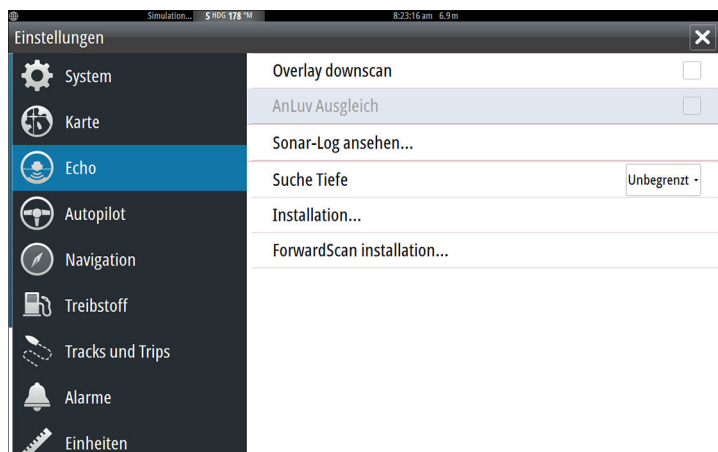 Simulation... S HDG 178 °M 8:23:16 am 6.9 m
Einstellungen
System
Karte
Echo
Autopilot
Navigation
Treibstoff
Tracks und Trips
Alarme
Einheiten
Overlay downscan
AnLuv Ausgleich
Sonar-Log ansehen...
Suche Tiefe Unbegrenzt
Installation...
ForwardScan installation...